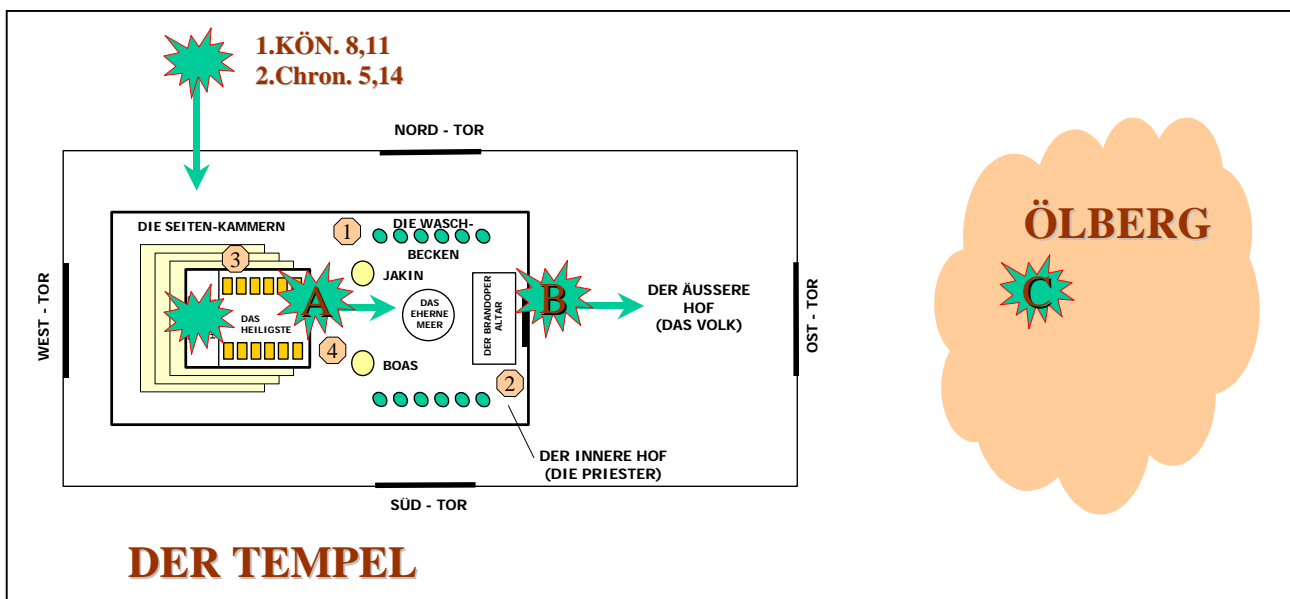 1.KÖN. 8,11
2.Chron. 5,14
NORD - TOR
DIE SEITEN-KAMMERN
1
DIE WASCH-
BECKEN
3
JAKIN
ÖLBERG
A
B
C
WEST - TOR
DAS
HEILIGSTE
DAS
EHERNE
MEER
DER BRANDOPER
ALTAR
DER ÄUSSERE
HOF
(DAS VOLK)
OST - TOR
4
BOAS
2
DER INNERE HOF
(DIE PRIESTER)
SÜD - TOR
DER TEMPEL